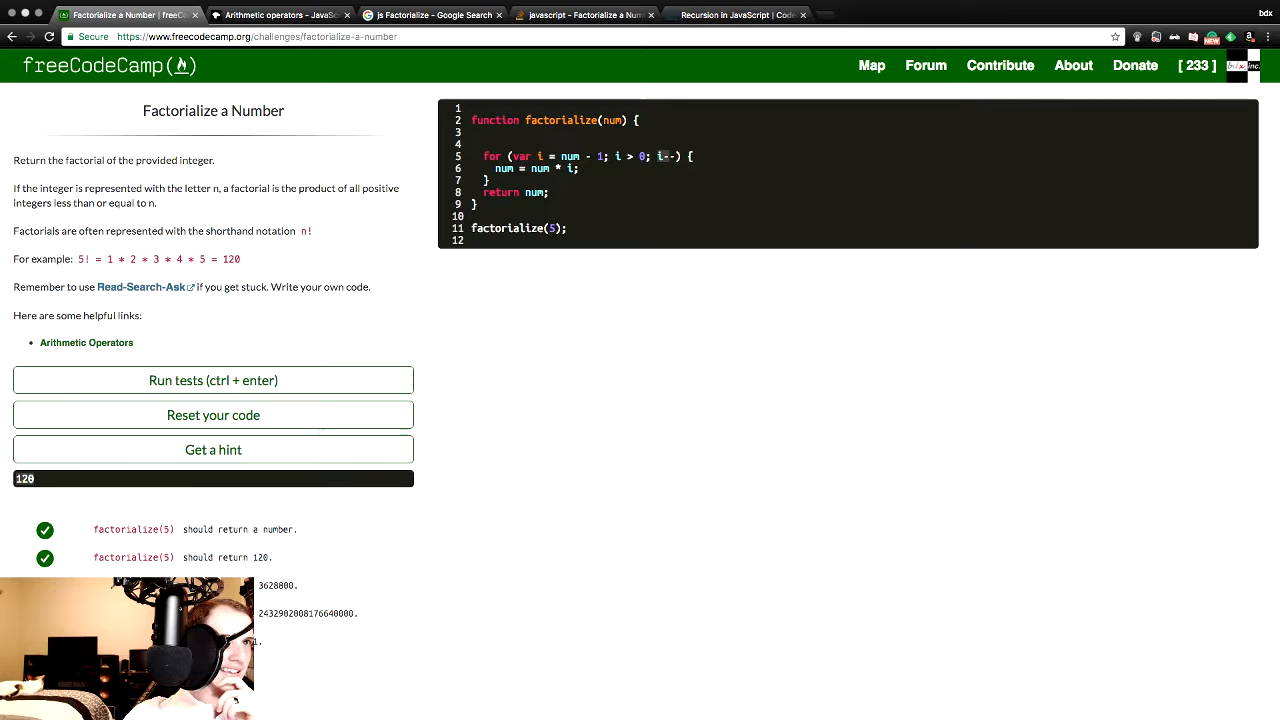 Factorialize a Number | freeC
Arithmetic operators - JavaSc
js Factorialize - Google Search
javascript - Factorialize a Num
Recursion in JavaScript | Code
bdx
Secure
https://www.freecodecamp.org/challenges/factorialize-a-number
NEW
freeCodeCamp
Map
Forum
Contribute
About
Donate
[ 233 ]
inc.
Factorialize a Number
Return the factorial of the provided integer.
If the integer is represented with the letter n, a factorial is the product of all positive
integers less than or equal to n.
Factorials are often represented with the shorthand notation n!
For example: 5! = 1 * 2 * 3 * 4 * 5 = 120
Remember to use Read-Search-Ask if you get stuck. Write your own code.
Here are some helpful links:
Arithmetic Operators
Run tests (ctrl + enter)
Reset your code
Get a hint
120
factorialize(5) should return a number.
factorialize(5) should return 120.
3628800.
2432902008176640000.
1.
1
2 function factorialize(num) {
3
4
5 for (var i = num - 1; i > 0; i--) {
6 num = num * i;
7 }
8 return num;
9 }
10
11 factorialize(5);
12